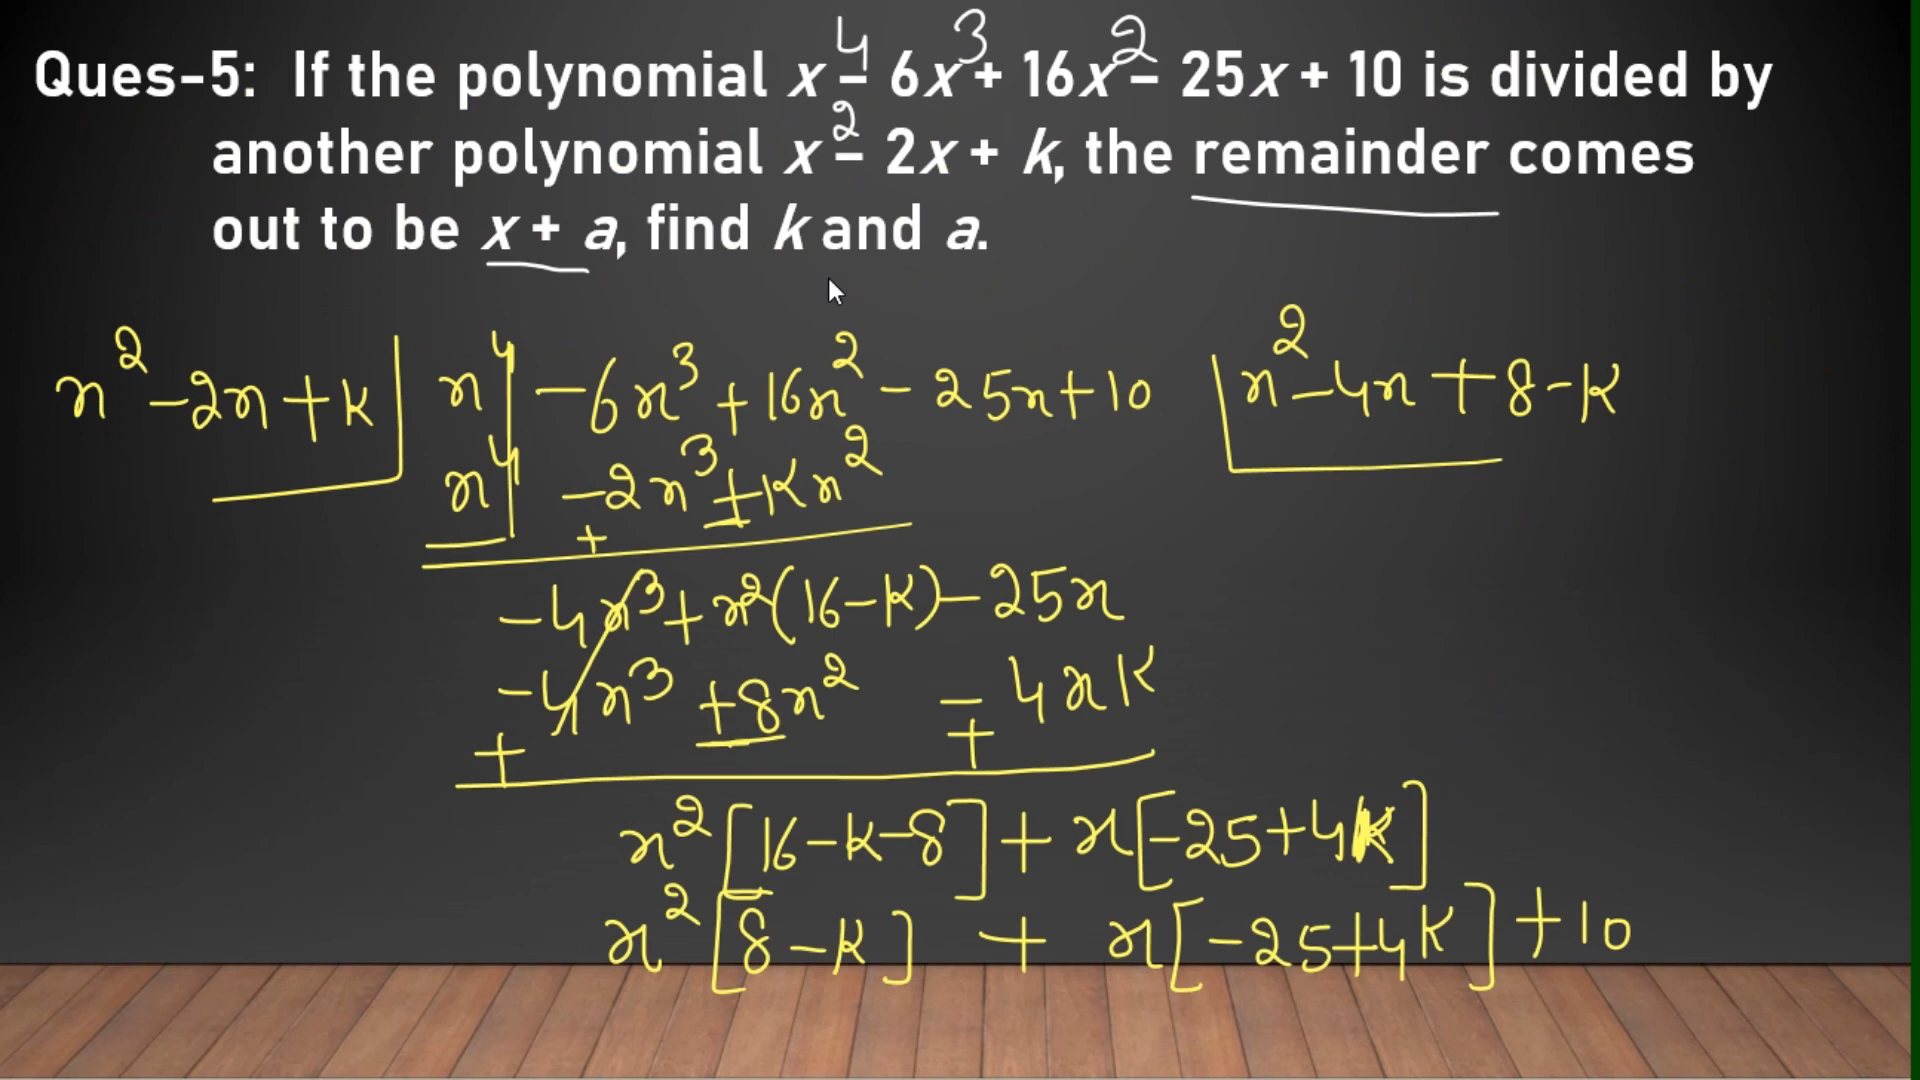 Ques-5: If the polynomial x⁴ – 6x³ + 16x² – 25x + 10 is divided by
another polynomial x² – 2x + k, the remainder comes
out to be x + a, find k and a.
x² - 2x + k | x⁴ - 6x³ + 16x² - 25x + 10 | x² - 4x + 8 - k
x⁴ - 2x³ + kx²
- +
-4x³ + x²(16 - k) - 25x
-4x³ + 8x² - 4xk
+ +
x²[16 - k - 8] + x[-25 + 4k]
x²[8 - k] + x[-25 + 4k] + 10